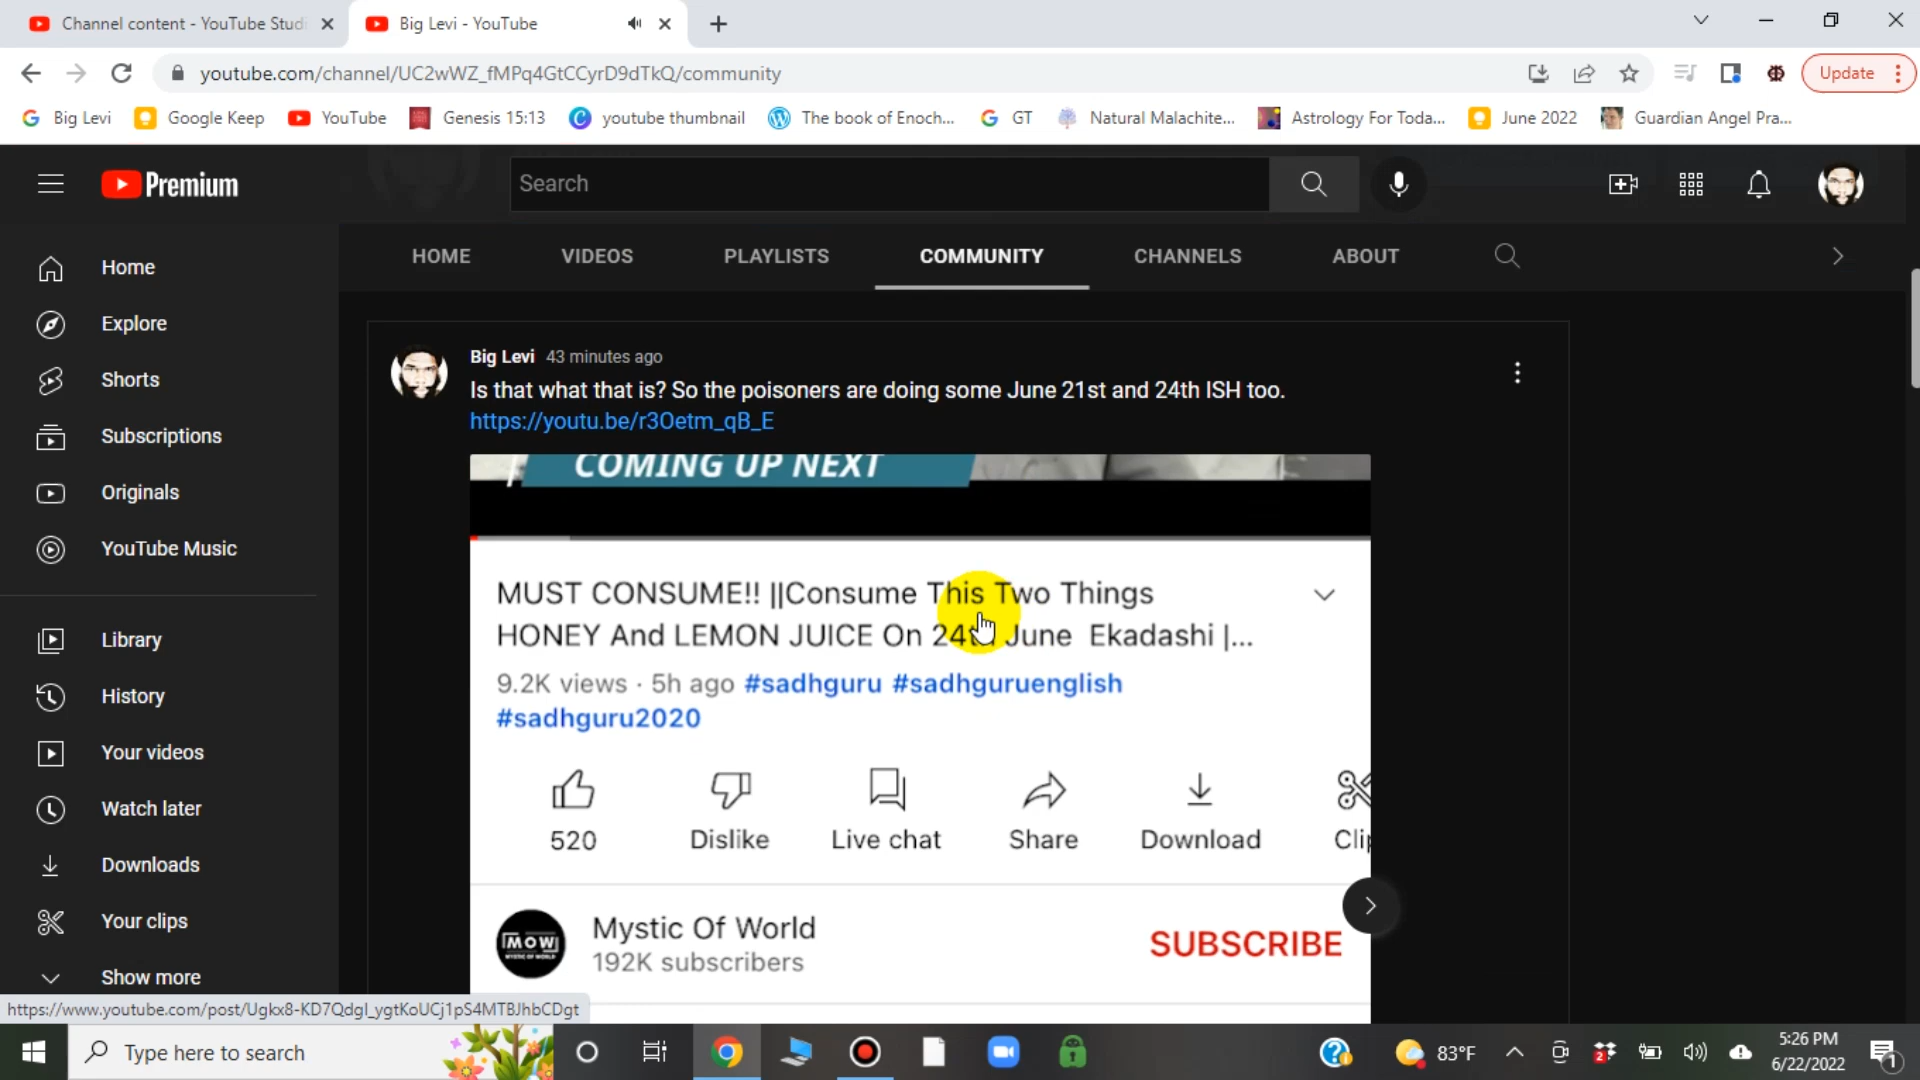 Channel content - YouTube Studi
Big Levi - YouTube
youtube.com/channel/UC2wWZ_fMPq4GtCCyrD9dTkQ/community
Update
Big Levi
Google Keep
YouTube
Genesis 15:13
youtube thumbnail
The book of Enoch...
GT
Natural Malachite...
Astrology For Toda...
June 2022
Guardian Angel Pra...
Premium
Search
HOME
VIDEOS
PLAYLISTS
COMMUNITY
CHANNELS
ABOUT
Home
Explore
Shorts
Subscriptions
Originals
YouTube Music
Library
History
Your videos
Watch later
Downloads
Your clips
Show more
Big Levi 43 minutes ago
Is that what that is? So the poisoners are doing some June 21st and 24th ISH too.
https://youtu.be/r3Oetm_qB_E
COMING UP NEXT
MUST CONSUME!! ||Consume This Two Things
HONEY And LEMON JUICE On 24th June Ekadashi |...
9.2K views · 5h ago #sadhguru #sadhguruenglish
#sadhguru2020
520
Dislike
Live chat
Share
Download
Clip
MOW
Mystic Of World
192K subscribers
SUBSCRIBE
https://www.youtube.com/post/Ugkx8-KD7Qdgl_ygtKoUCj1pS4MTBJhbCDgt
Type here to search
83°F
2
5:26 PM
6/22/2022
1